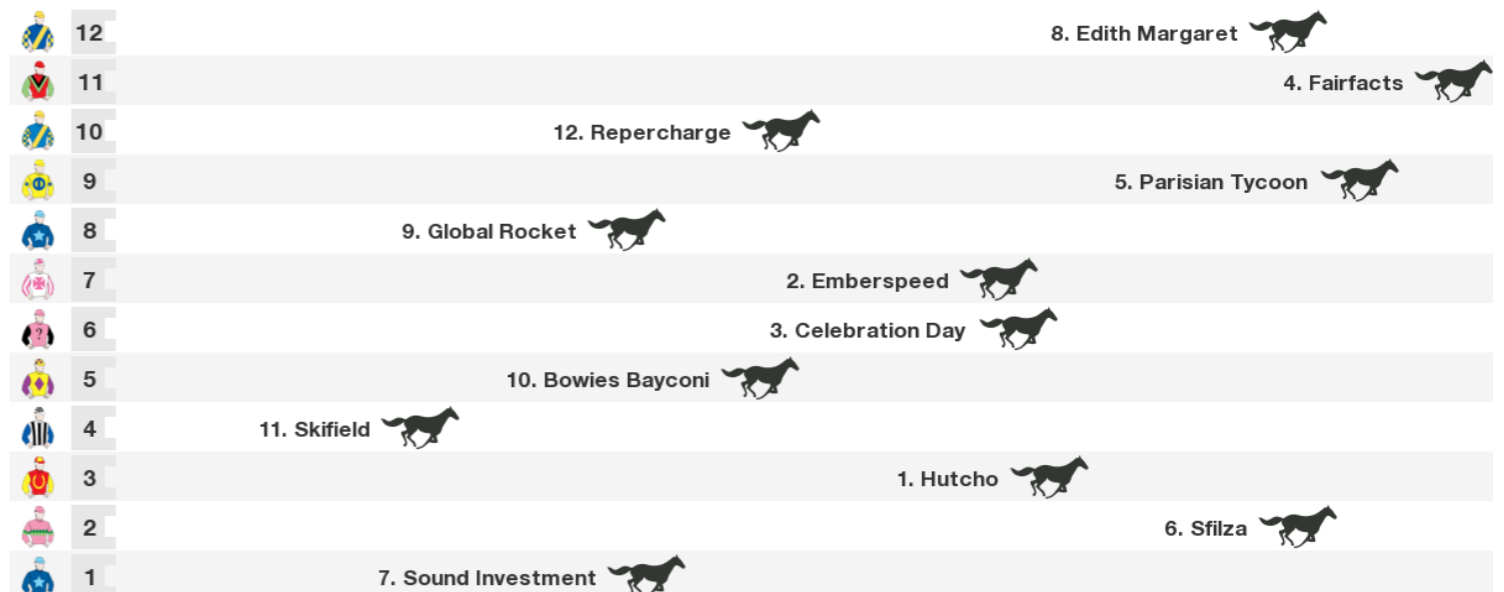 12 8. Edith Margaret
11 4. Fairfacts
10 12. Repercharge
9 5. Parisian Tycoon
8 9. Global Rocket
7 2. Emberspeed
6 ? 3. Celebration Day
5 10. Bowies Bayconi
4 11. Skifield
3 1. Hutcho
2 6. Sfilza
1 7. Sound Investment